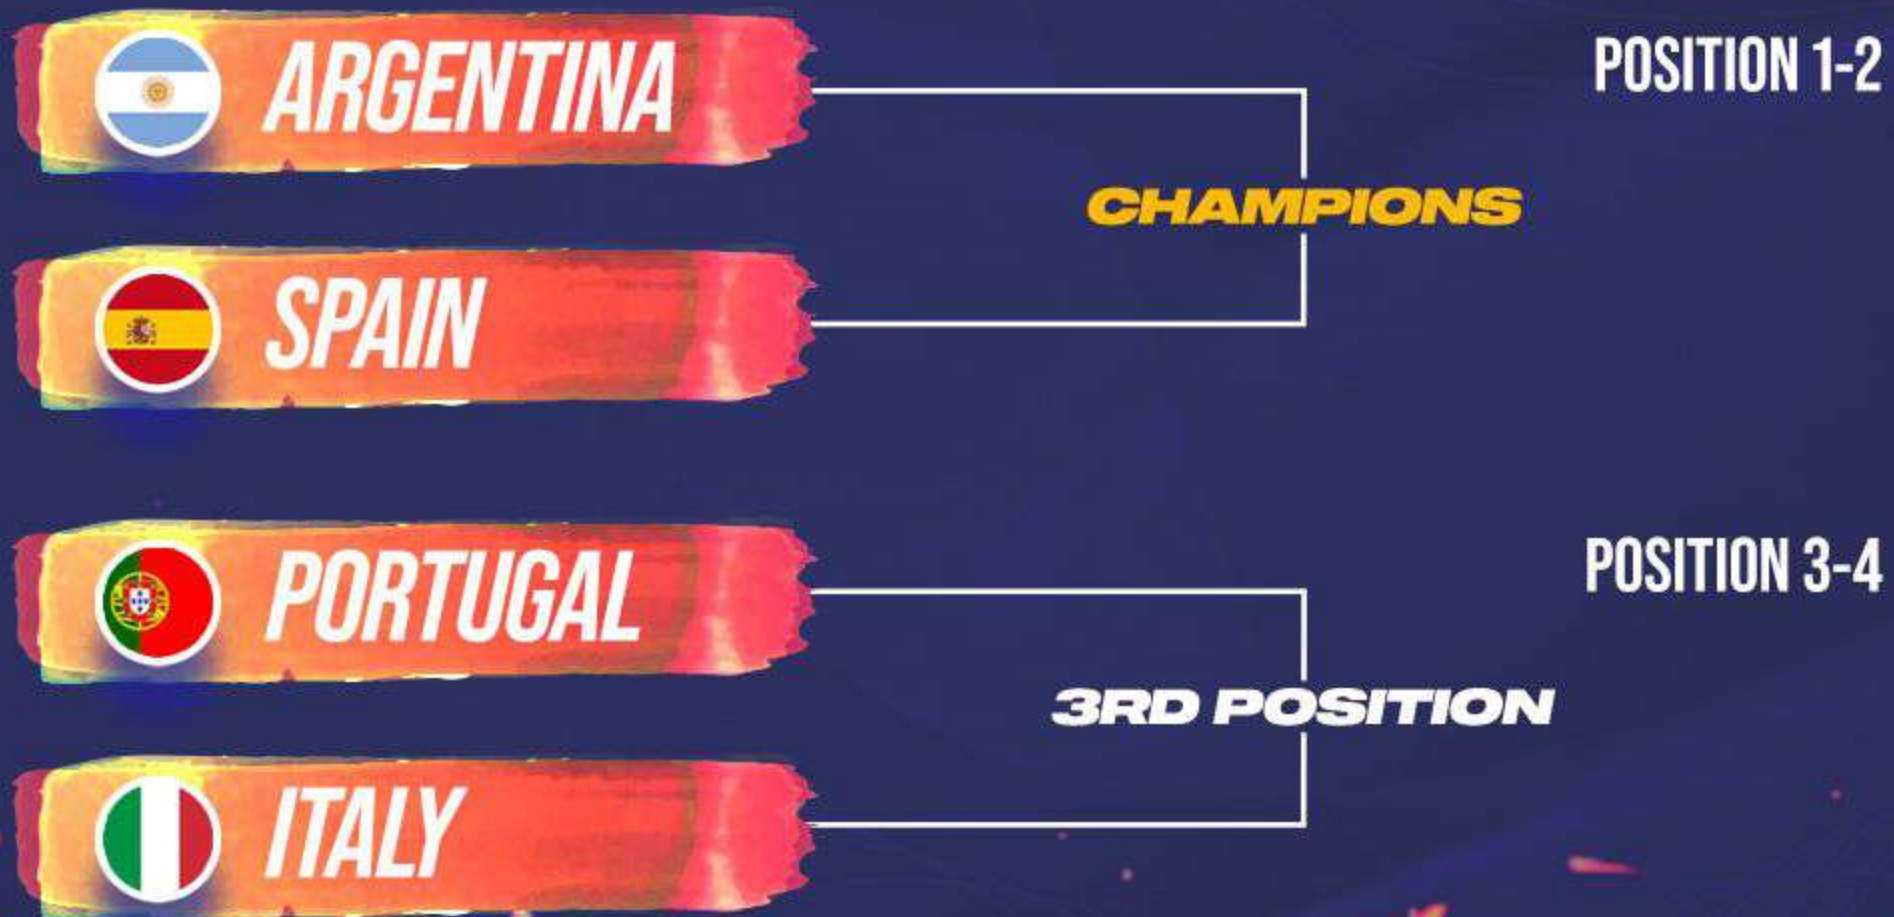 ARGENTINA
POSITION 1-2
CHAMPIONS
SPAIN
PORTUGAL
POSITION 3-4
3RD POSITION
ITALY